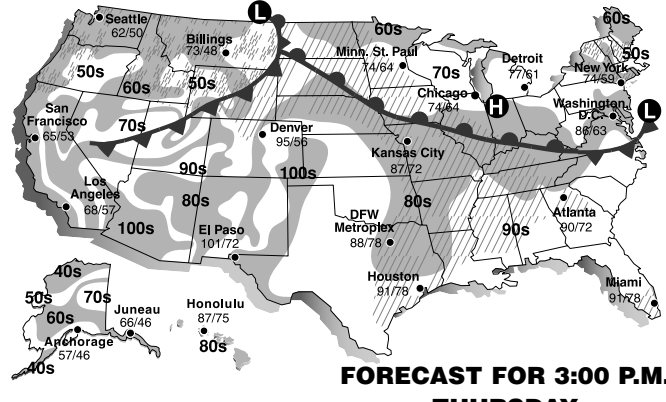 L
60s
60s
Seattle
62/50
Billings
73/48
Minn. St. Paul
74/64
Detroit
77/61
50s
New York
74/59
50s
60s
50s
70s
Chicago
74/64
H
Washington,
D.C.
86/63
L
San
Francisco
65/53
70s
Denver
95/56
Kansas City
87/72
90s
100s
Los
Angeles
68/57
80s
100s
El Paso
101/72
DFW
Metroplex
88/78
80s
90s
Atlanta
90/72
Houston
91/78
Miami
91/78
40s
50s
70s
60s
Juneau
66/46
Anchorage
57/46
40s
Honolulu
87/75
80s
FORECAST FOR 3:00 P.M.
THURSDAY